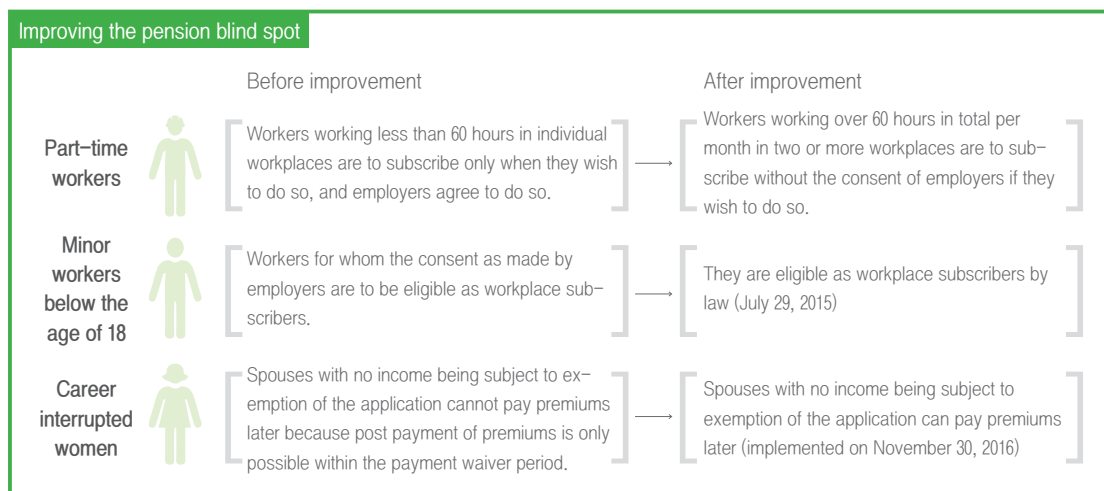 Improving the pension blind spot
Before improvement
After improvement
Part-time
workers
Workers working less than 60 hours in individual
workplaces are to subscribe only when they wish
to do so, and employers agree to do so.
Workers working over 60 hours in total per
month in two or more workplaces are to sub-
scribe without the consent of employers if they
wish to do so.
Minor
workers
below the
age of 18
Workers for whom the consent as made by
employers are to be eligible as workplace sub-
scribers.
They are eligible as workplace subscribers by
law (July 29, 2015)
Career
interrupted
women
Spouses with no income being subject to ex-
emption of the application cannot pay premiums
later because post payment of premiums is only
possible within the payment waiver period.
Spouses with no income being subject to
exemption of the application can pay premiums
later (implemented on November 30, 2016)